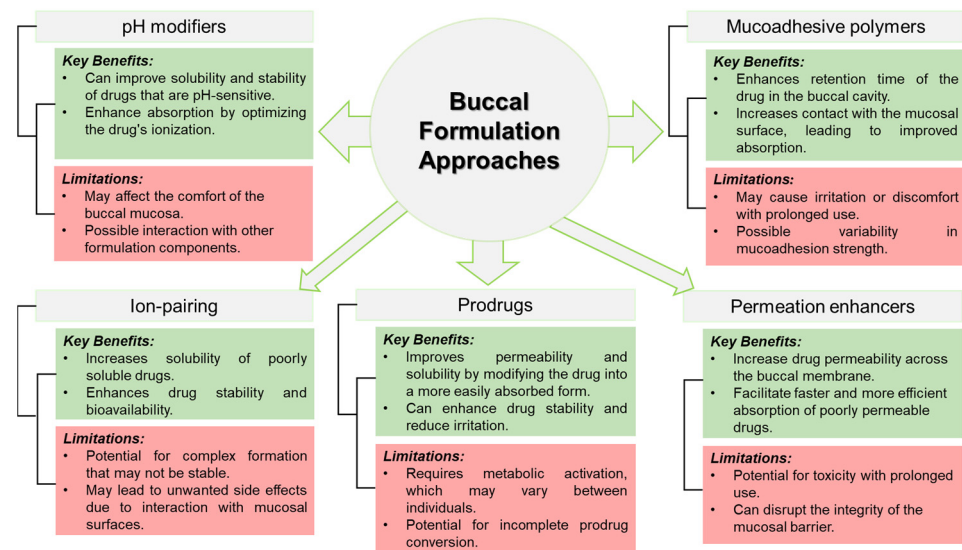 pH modifiers
Key Benefits:
• Can improve solubility and stability
of drugs that are pH-sensitive.
• Enhance absorption by optimizing
the drug's ionization.
Limitations:
• May affect the comfort of the
buccal mucosa.
• Possible interaction with other
formulation components.
Buccal
Formulation
Approaches
Mucoadhesive polymers
Key Benefits:
• Enhances retention time of the
drug in the buccal cavity.
• Increases contact with the mucosal
surface, leading to improved
absorption.
Limitations:
• May cause irritation or discomfort
with prolonged use.
• Possible variability in
mucoadhesion strength.
Ion-pairing
Key Benefits:
• Increases solubility of poorly
soluble drugs.
• Enhances drug stability and
bioavailability.
Limitations:
• Potential for complex formation
that may not be stable.
• May lead to unwanted side effects
due to interaction with mucosal
surfaces.
Prodrugs
Key Benefits:
• Improves permeability and
solubility by modifying the drug into
a more easily absorbed form.
• Can enhance drug stability and
reduce irritation.
Limitations:
• Requires metabolic activation,
which may vary between
individuals.
• Potential for incomplete prodrug
conversion.
Permeation enhancers
Key Benefits:
• Increase drug permeability across
the buccal membrane.
• Facilitate faster and more efficient
absorption of poorly permeable
drugs.
Limitations:
• Potential for toxicity with prolonged
use.
• Can disrupt the integrity of the
mucosal barrier.